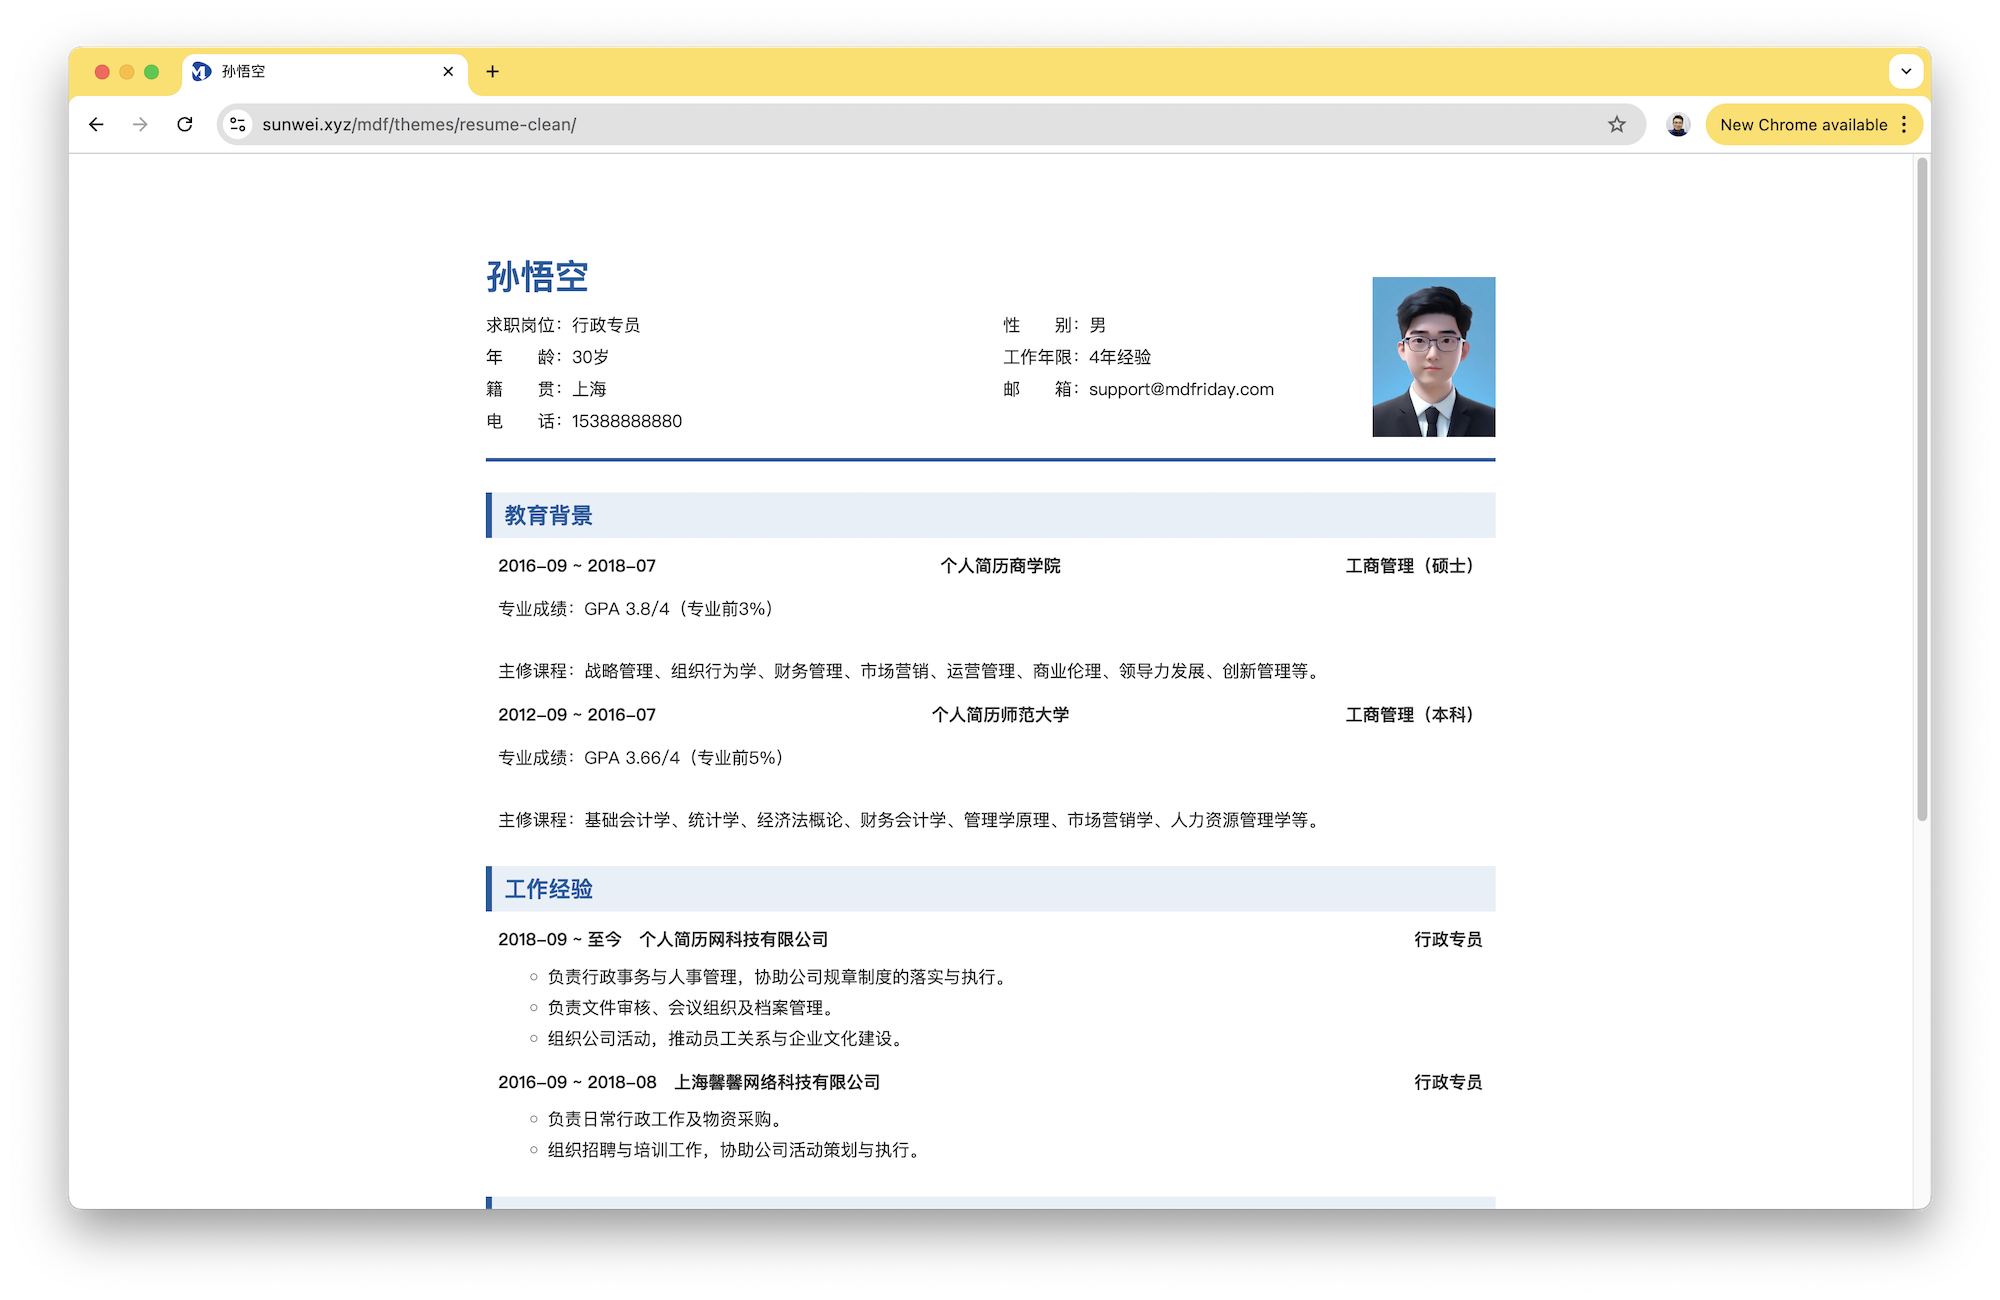 孙悟空
sunwei.xyz/mdf/themes/resume-clean/
New Chrome available
孙悟空
求职岗位：行政专员
性　　别：男
年　　龄：30岁
工作年限：4年经验
籍　　贯：上海
邮　　箱：support@mdfriday.com
电　　话：15388888880
教育背景
2016-09 ~ 2018-07 个人简历商学院 工商管理（硕士）
专业成绩：GPA 3.8/4（专业前3%）
主修课程：战略管理、组织行为学、财务管理、市场营销、运营管理、商业伦理、领导力发展、创新管理等。
2012-09 ~ 2016-07 个人简历师范大学 工商管理（本科）
专业成绩：GPA 3.66/4（专业前5%）
主修课程：基础会计学、统计学、经济法概论、财务会计学、管理学原理、市场营销学、人力资源管理学等。
工作经验
2018-09 ~ 至今　个人简历网科技有限公司 行政专员
负责行政事务与人事管理，协助公司规章制度的落实与执行。
负责文件审核、会议组织及档案管理。
组织公司活动，推动员工关系与企业文化建设。
2016-09 ~ 2018-08　上海馨馨网络科技有限公司 行政专员
负责日常行政工作及物资采购。
组织招聘与培训工作，协助公司活动策划与执行。